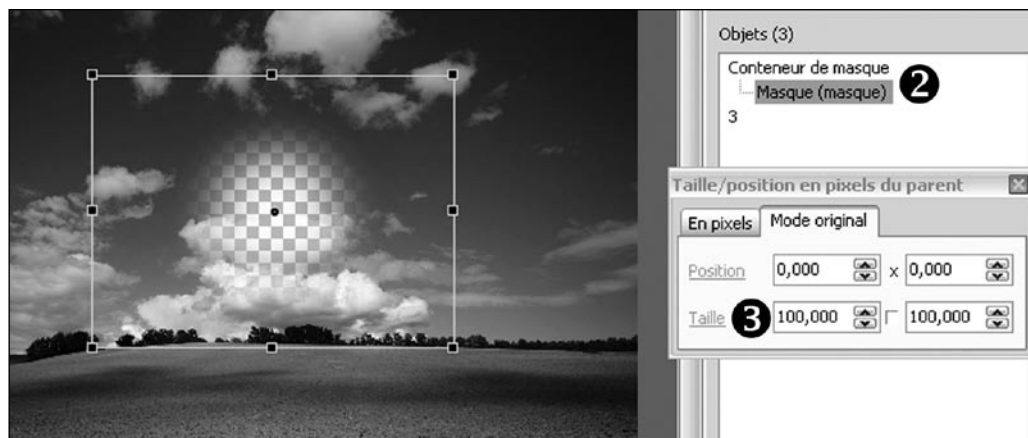 Objets (3)
Conteneur de masque
Masque (masque) 2
3
Taille/position en pixels du parent
En pixels Mode original
Position 0,000 x 0,000
Taille 3 100,000 100,000